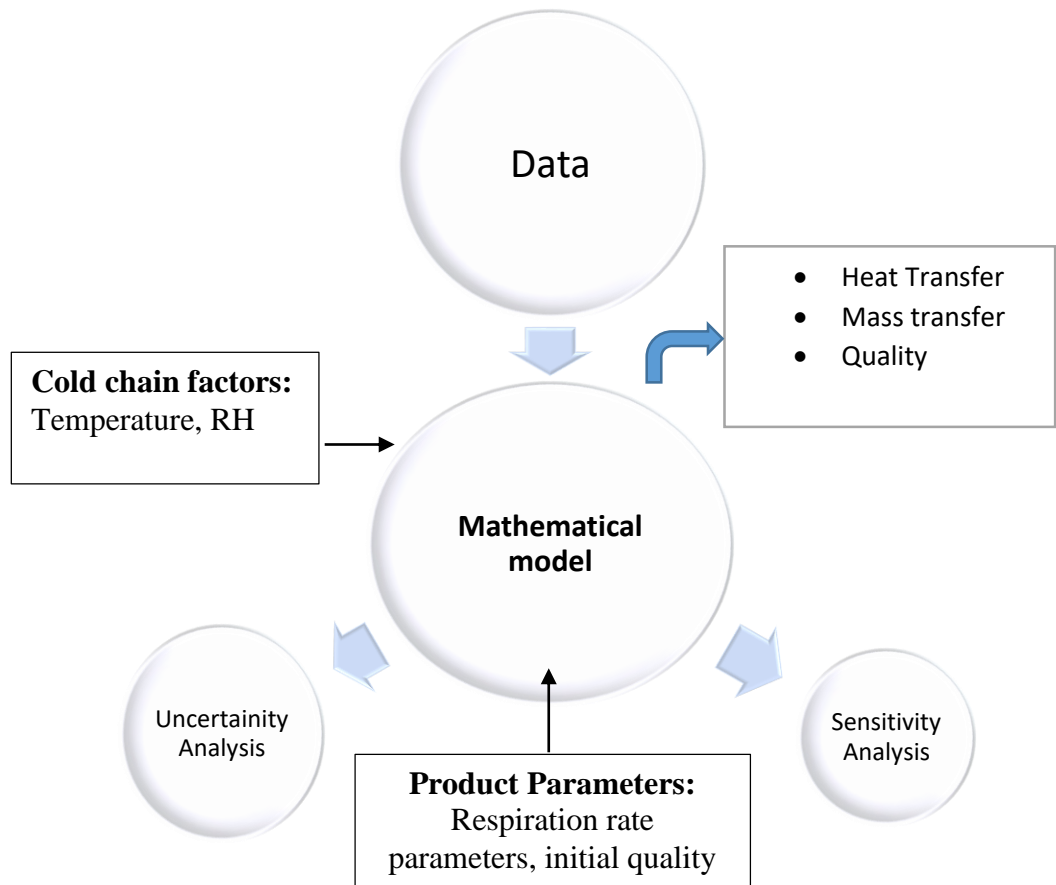 Data
• Heat Transfer
• Mass transfer
• Quality
Cold chain factors:
Temperature, RH
Mathematical
model
Uncertainity
Analysis
Sensitivity
Analysis
Product Parameters:
Respiration rate
parameters, initial quality